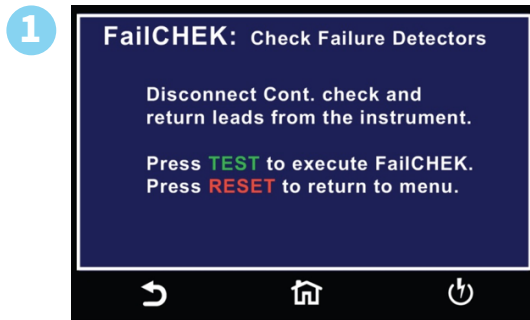 1
FailCHEK: Check Failure Detectors
Disconnect Cont. check and
return leads from the instrument.
Press TEST to execute FailCHEK.
Press RESET to return to menu.